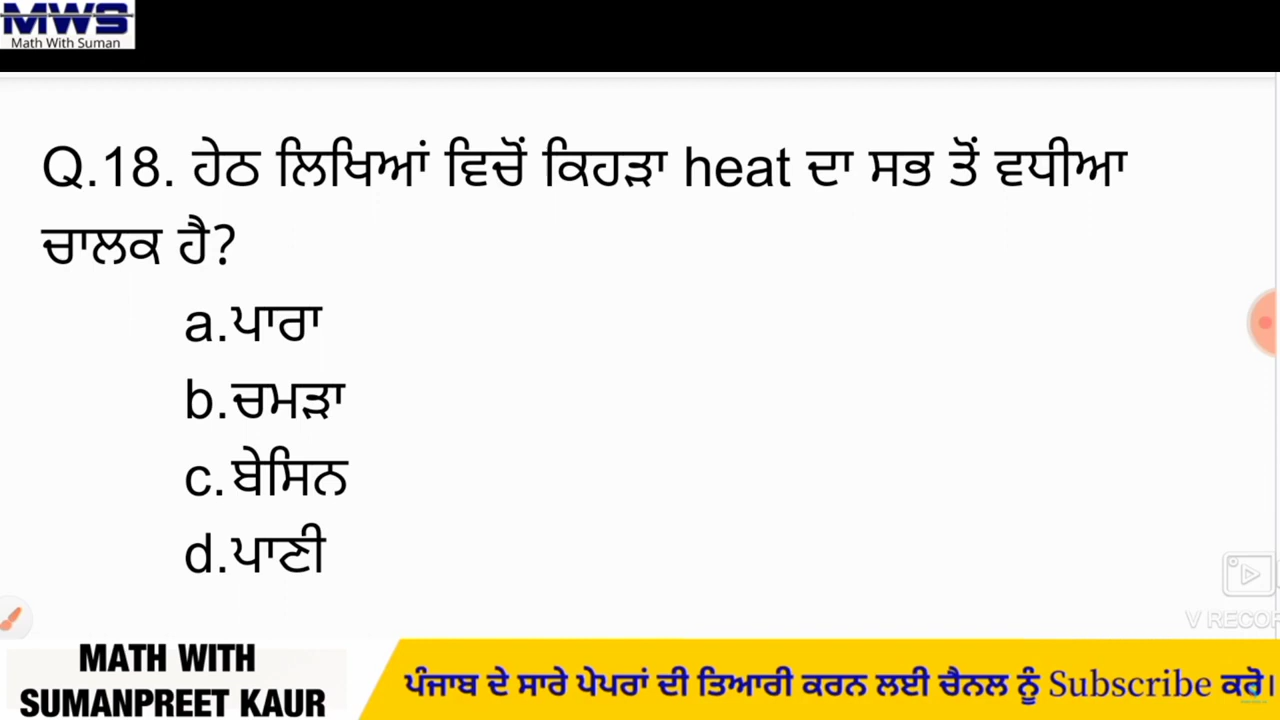 MWS
Math With Suman
Q.18. ਹੇਠ ਲਿਖਿਆਂ ਵਿਚੋਂ ਕਿਹੜਾ heat ਦਾ ਸਭ ਤੋਂ ਵਧੀਆ
ਚਾਲਕ ਹੈ?
a.ਪਾਰਾ
b.ਚਮੜਾ
c.ਬੇਸਿਨ
d.ਪਾਣੀ
V RECOR
MATH WITH
SUMANPREET KAUR
ਪੰਜਾਬ ਦੇ ਸਾਰੇ ਪੇਪਰਾਂ ਦੀ ਤਿਆਰੀ ਕਰਨ ਲਈ ਚੈਨਲ ਨੂੰ Subscribe ਕਰੋ।